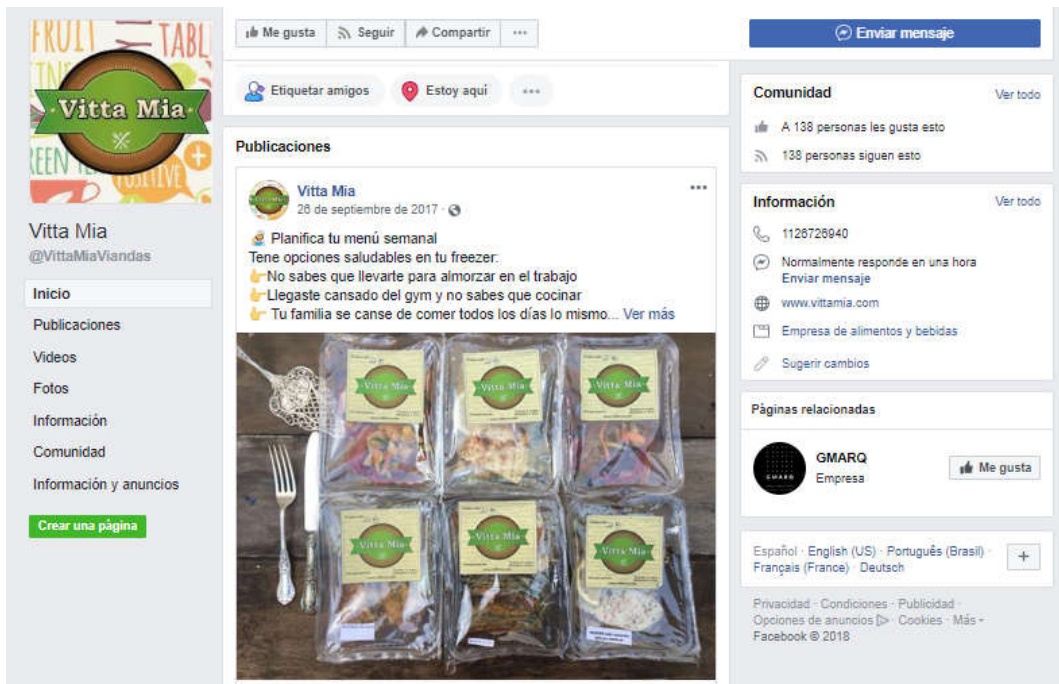 FRUIT
TABL
Vitta Mia
GREEN TE
POSITIVE
Vitta Mia
@VittaMiaViandas
Inicio
Publicaciones
Videos
Fotos
Información
Comunidad
Información y anuncios
Crear una página
Me gusta
Seguir
Compartir
Etiquetar amigos
Estoy aquí
Publicaciones
Vitta Mia
26 de septiembre de 2017
Planifica tu menú semanal
Tene opciones saludables en tu freezer:
No sabes que llevarte para almorzar en el trabajo
Llegaste cansado del gym y no sabes que cocinar
Tu familia se canse de comer todos los días lo mismo... Ver más
Vitta Mia
Vitta Mia
Vitta Mia
Vitta Mia
Vitta Mia
Vitta Mia
Enviar mensaje
Comunidad
Ver todo
A 138 personas les gusta esto
138 personas siguen esto
Información
Ver todo
1126726940
Normalmente responde en una hora
Enviar mensaje
www.vittamia.com
Empresa de alimentos y bebidas
Sugerir cambios
Páginas relacionadas
GMARQ
GMARQ
Empresa
Me gusta
Español · English (US) · Português (Brasil) ·
Français (France) · Deutsch
Privacidad · Condiciones · Publicidad ·
Opciones de anuncios · Cookies · Más
Facebook © 2018